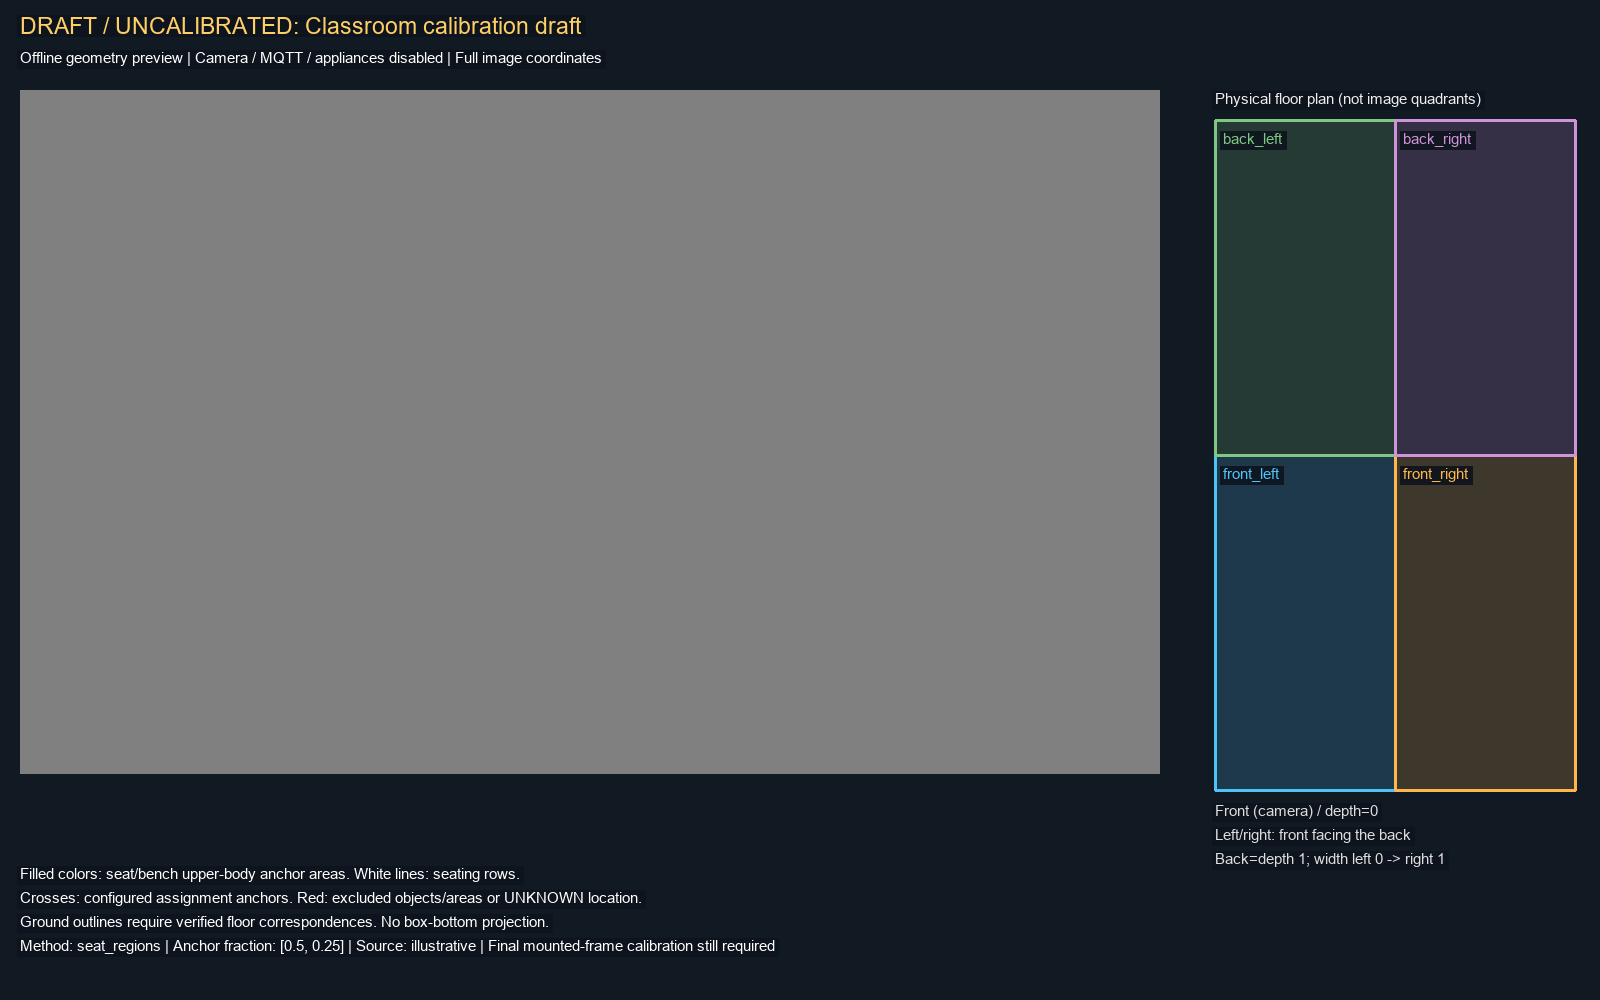 DRAFT / UNCALIBRATED: Classroom calibration draft
Offline geometry preview | Camera / MQTT / appliances disabled | Full image coordinates
Physical floor plan (not image quadrants)
back_left
back_right
front_left
front_right
Front (camera) / depth=0
Left/right: front facing the back
Back=depth 1; width left 0 -> right 1
Filled colors: seat/bench upper-body anchor areas. White lines: seating rows.
Crosses: configured assignment anchors. Red: excluded objects/areas or UNKNOWN location.
Ground outlines require verified floor correspondences. No box-bottom projection.
Method: seat_regions | Anchor fraction: [0.5, 0.25] | Source: illustrative | Final mounted-frame calibration still required